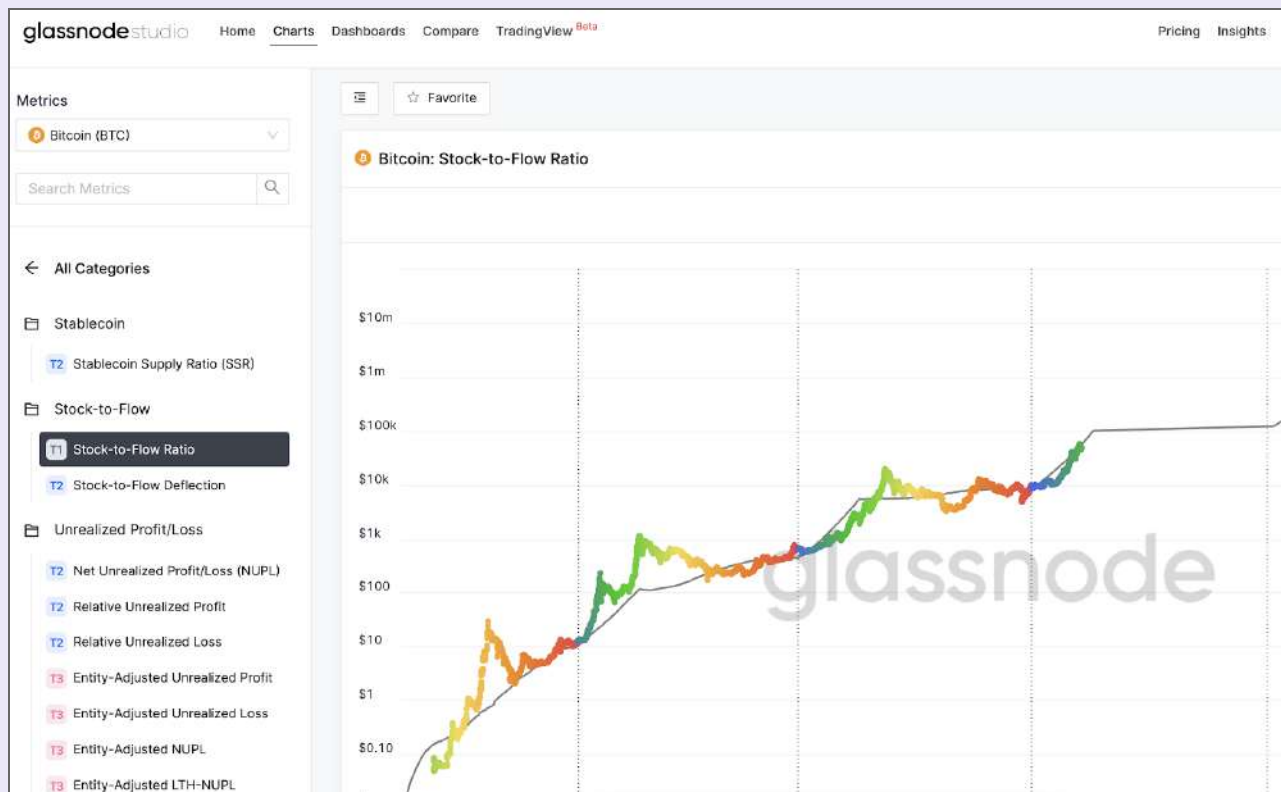 glassnodestudio Home Charts Dashboards Compare TradingView Beta Pricing Insights
Metrics
Bitcoin (BTC)
Search Metrics
All Categories
Stablecoin
T2 Stablecoin Supply Ratio (SSR)
Stock-to-Flow
T1 Stock-to-Flow Ratio
T2 Stock-to-Flow Deflection
Unrealized Profit/Loss
T2 Net Unrealized Profit/Loss (NUPL)
T2 Relative Unrealized Profit
T2 Relative Unrealized Loss
T3 Entity-Adjusted Unrealized Profit
T3 Entity-Adjusted Unrealized Loss
T3 Entity-Adjusted NUPL
T3 Entity-Adjusted LTH-NUPL
Favorite
Bitcoin: Stock-to-Flow Ratio
$10m
$1m
$100k
$10k
$1k
$100
$10
$1
$0.10
glassnode